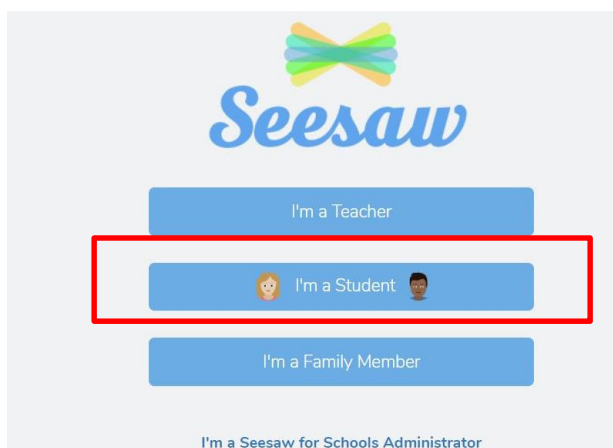 Seesaw
I'm a Teacher
I'm a Student
I'm a Family Member
I'm a Seesaw for Schools Administrator